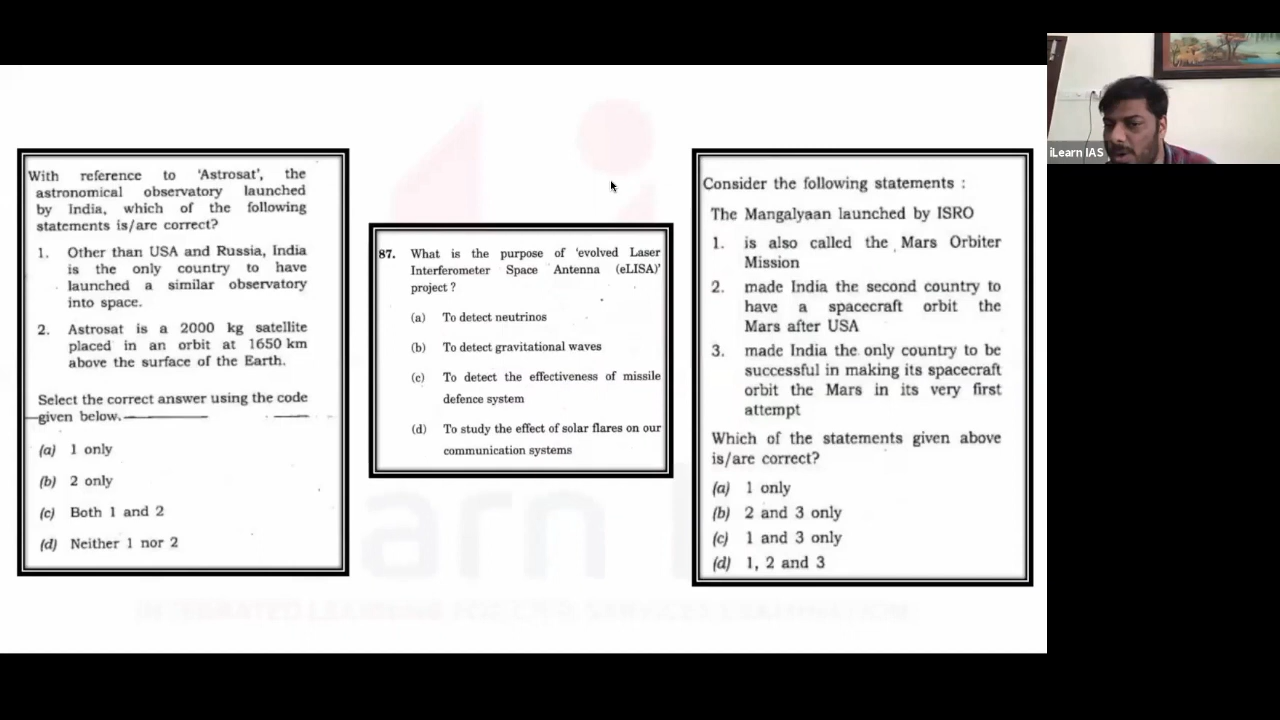 With reference to 'Astrosat', the
astronomical observatory launched
by India, which of the following
statements is/are correct?
1. Other than USA and Russia, India
is the only country to have
launched a similar observatory
into space.
2. Astrosat is a 2000 kg satellite
placed in an orbit at 1650 km
above the surface of the Earth.
Select the correct answer using the code
given below.
(a) 1 only
(b) 2 only
(c) Both 1 and 2
(d) Neither 1 nor 2
87. What is the purpose of 'evolved Laser
Interferometer Space Antenna (eLISA)'
project ?
(a) To detect neutrinos
(b) To detect gravitational waves
(c) To detect the effectiveness of missile
defence system
(d) To study the effect of solar flares on our
communication systems
Consider the following statements :
The Mangalyaan launched by ISRO
1. is also called the Mars Orbiter
Mission
2. made India the second country to
have a spacecraft orbit the
Mars after USA
3. made India the only country to be
successful in making its spacecraft
orbit the Mars in its very first
attempt
Which of the statements given above
is/are correct?
(a) 1 only
(b) 2 and 3 only
(c) 1 and 3 only
(d) 1, 2 and 3
iLearn IAS